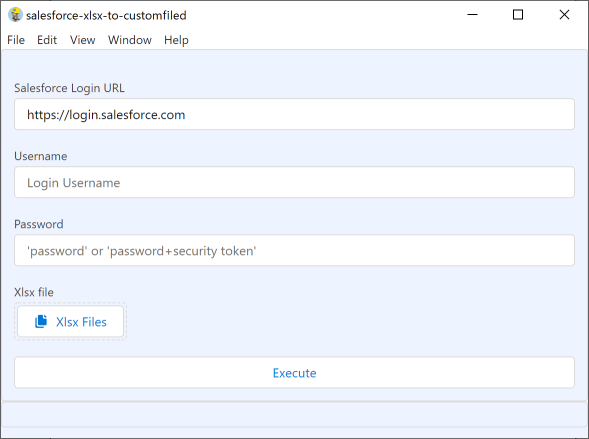 salesforce-xlsx-to-customfiled
File Edit View Window Help
Salesforce Login URL
https://login.salesforce.com
Username
Login Username
Password
'password' or 'password+security token'
Xlsx file
Xlsx Files
Execute